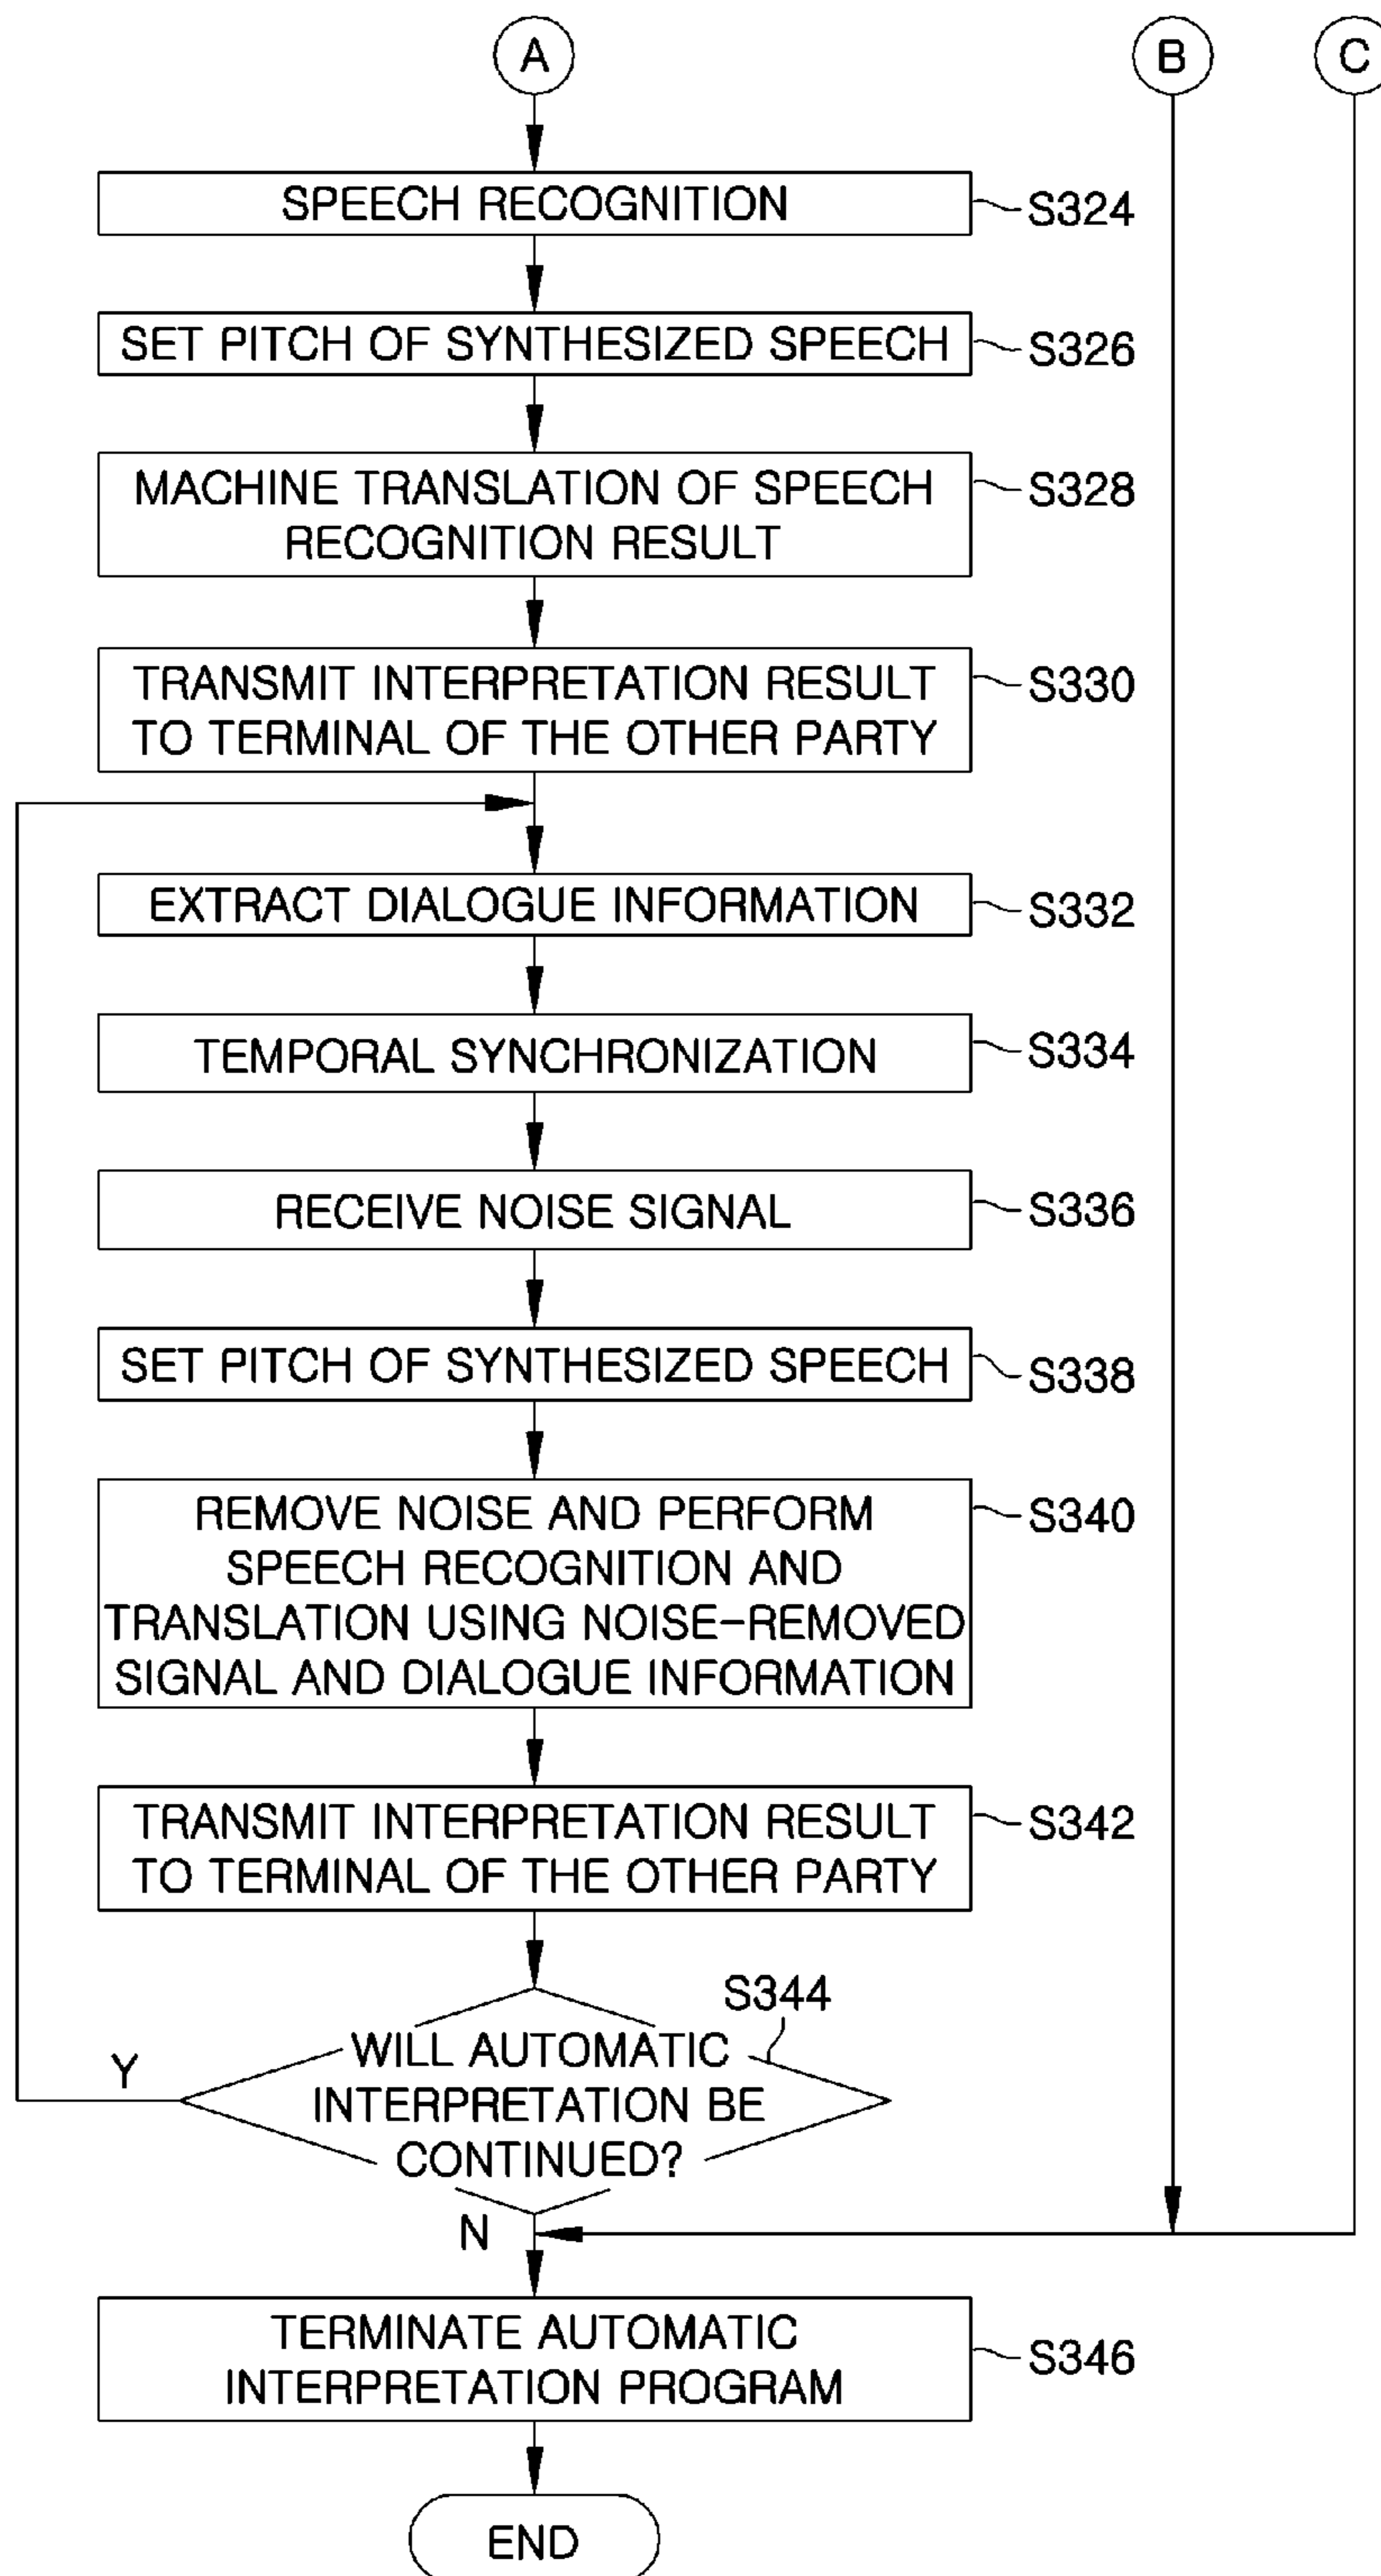 A
B
C
SPEECH RECOGNITION
S324
SET PITCH OF SYNTHESIZED SPEECH
S326
MACHINE TRANSLATION OF SPEECH
RECOGNITION RESULT
S328
TRANSMIT INTERPRETATION RESULT
TO TERMINAL OF THE OTHER PARTY
S330
EXTRACT DIALOGUE INFORMATION
S332
TEMPORAL SYNCHRONIZATION
S334
RECEIVE NOISE SIGNAL
S336
SET PITCH OF SYNTHESIZED SPEECH
S338
REMOVE NOISE AND PERFORM
SPEECH RECOGNITION AND
TRANSLATION USING NOISE-REMOVED
SIGNAL AND DIALOGUE INFORMATION
S340
TRANSMIT INTERPRETATION RESULT
TO TERMINAL OF THE OTHER PARTY
S342
S344
WILL AUTOMATIC
INTERPRETATION BE
CONTINUED?
Y
N
TERMINATE AUTOMATIC
INTERPRETATION PROGRAM
S346
END